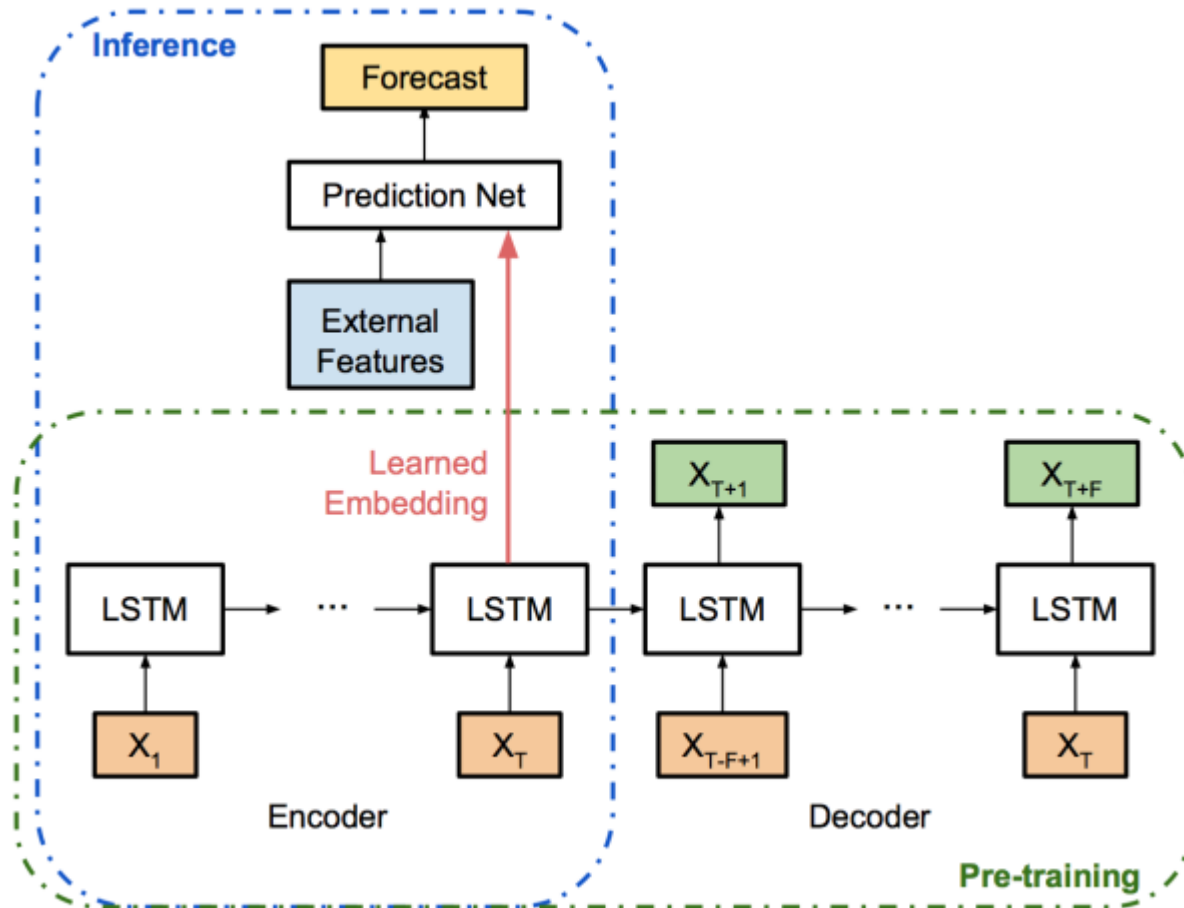 Inference
Forecast
Prediction Net
External
Features
Learned
Embedding
X_{T+1}
X_{T+F}
LSTM
...
LSTM
LSTM
...
LSTM
X_1
X_T
X_{T-F+1}
X_T
Encoder
Decoder
Pre-training